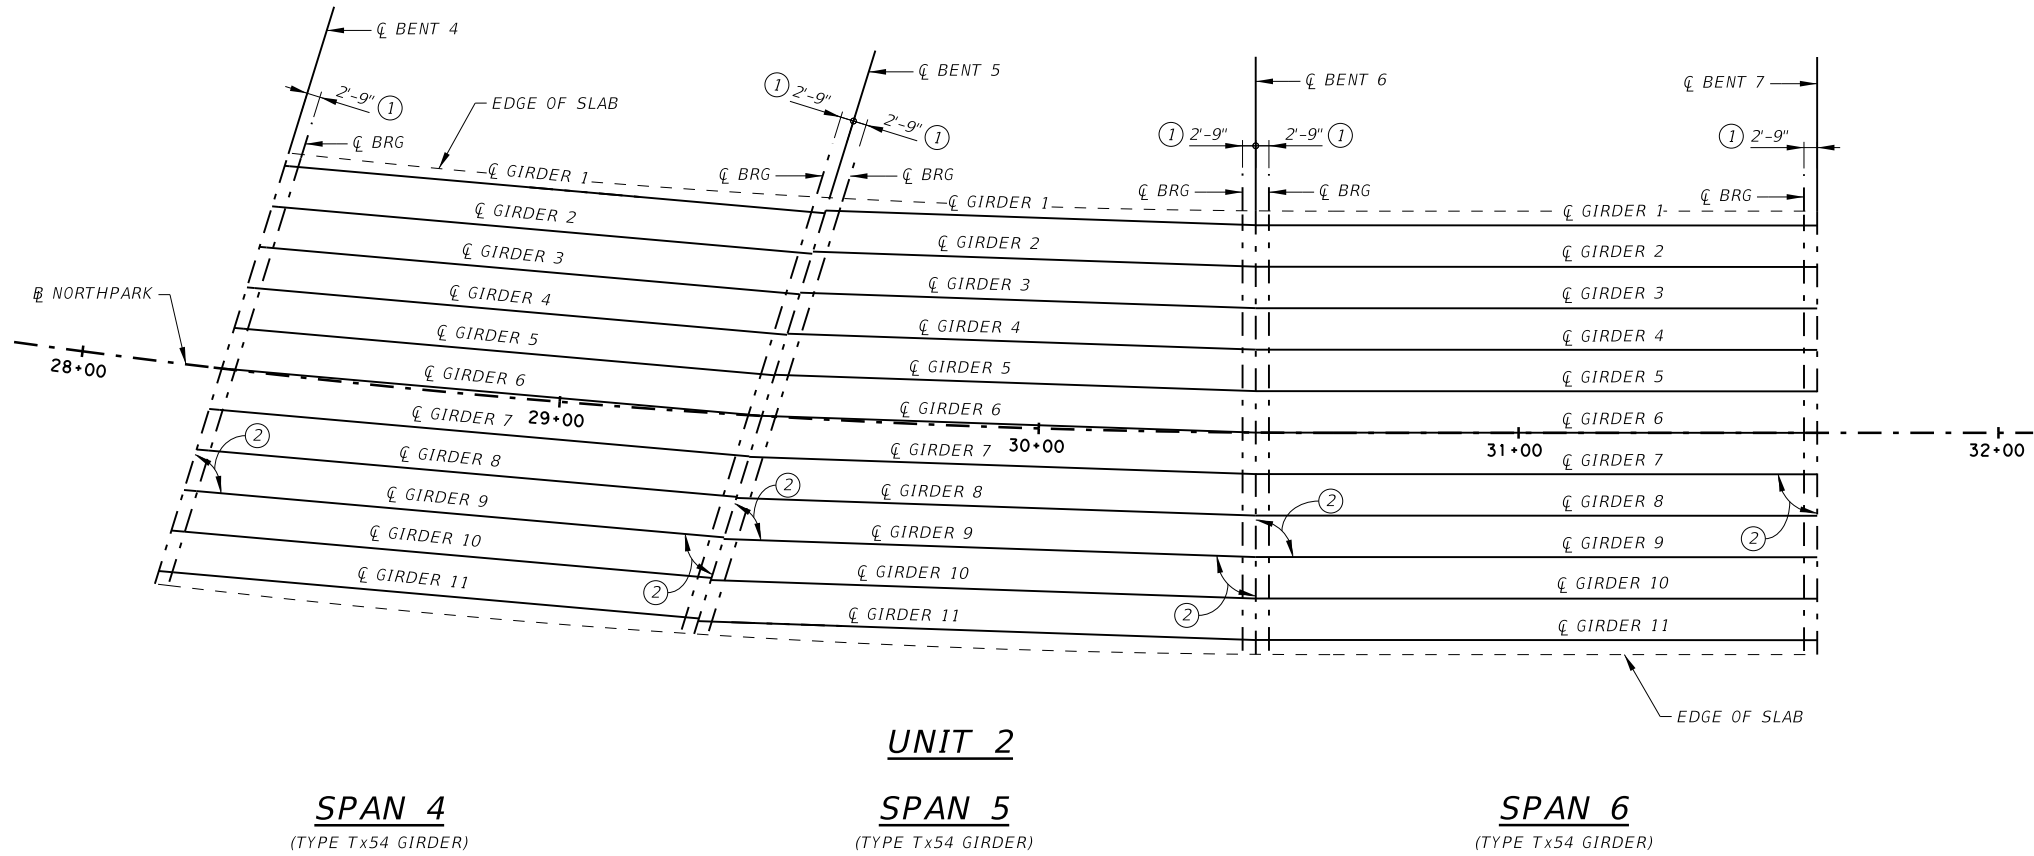 ℄ BENT 4
℄ BENT 5
℄ BENT 6
℄ BENT 7
2'-9" 1
EDGE OF SLAB
1 2'-9"
2'-9" 1
1 2'-9"
2'-9" 1
1 2'-9"
℄ BRG
℄ BRG
℄ BRG
℄ BRG
℄ BRG
℄ BRG
℄ GIRDER 1
℄ GIRDER 2
℄ GIRDER 3
℄ GIRDER 4
℄ GIRDER 5
℄ GIRDER 6
℄ GIRDER 7
℄ GIRDER 8
℄ GIRDER 9
℄ GIRDER 10
℄ GIRDER 11
℄ GIRDER 1
℄ GIRDER 2
℄ GIRDER 3
℄ GIRDER 4
℄ GIRDER 5
℄ GIRDER 6
℄ GIRDER 7
℄ GIRDER 8
℄ GIRDER 9
℄ GIRDER 10
℄ GIRDER 11
℄ GIRDER 1
℄ GIRDER 2
℄ GIRDER 3
℄ GIRDER 4
℄ GIRDER 5
℄ GIRDER 6
℄ GIRDER 7
℄ GIRDER 8
℄ GIRDER 9
℄ GIRDER 10
℄ GIRDER 11
BL NORTHPARK
28+00
29+00
30+00
31+00
32+00
2
2
2
2
2
2
EDGE OF SLAB
UNIT 2
SPAN 4
(TYPE Tx54 GIRDER)
SPAN 5
(TYPE Tx54 GIRDER)
SPAN 6
(TYPE Tx54 GIRDER)